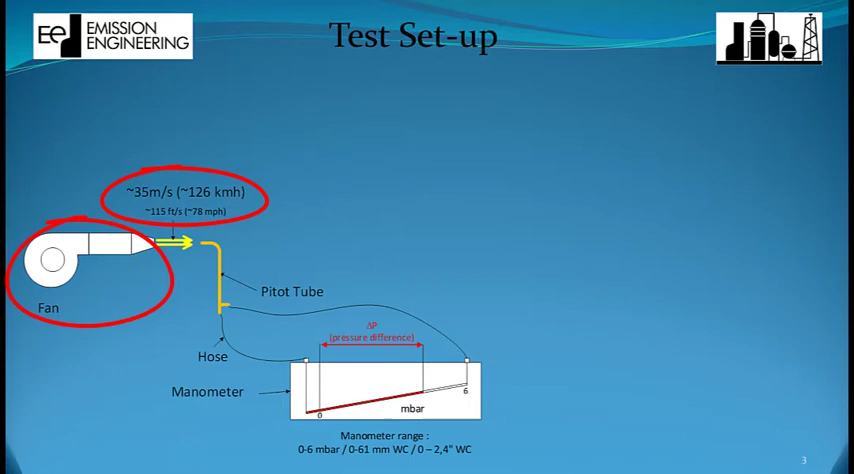 Eed EMISSION
ENGINEERING
Test Set-up
~35m/s (~126 kmh)
~115 ft/s (~78 mph)
Fan
Pitot Tube
ΔP
(pressure difference)
Hose
Manometer
0
6
mbar
Manometer range :
0-6 mbar / 0-61 mm WC / 0 – 2,4" WC
3